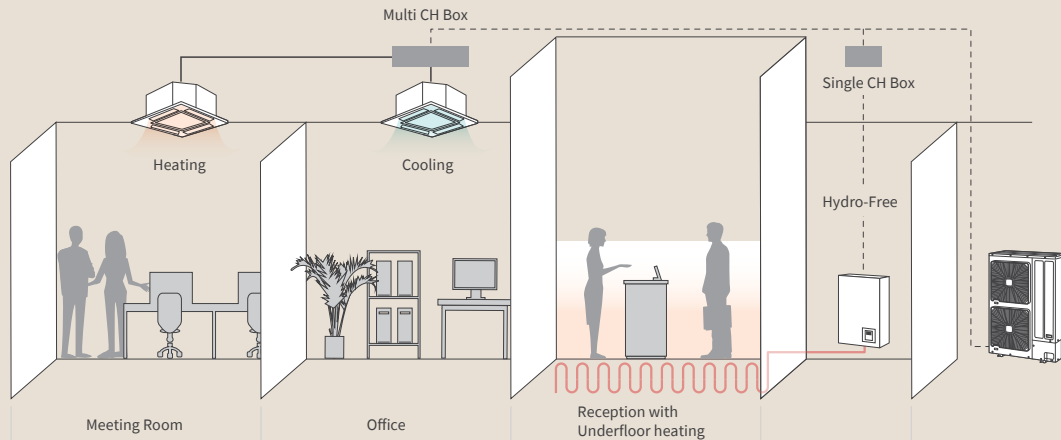 Multi CH Box
Single CH Box
Heating
Cooling
Hydro-Free
Meeting Room
Office
Reception with
Underfloor heating